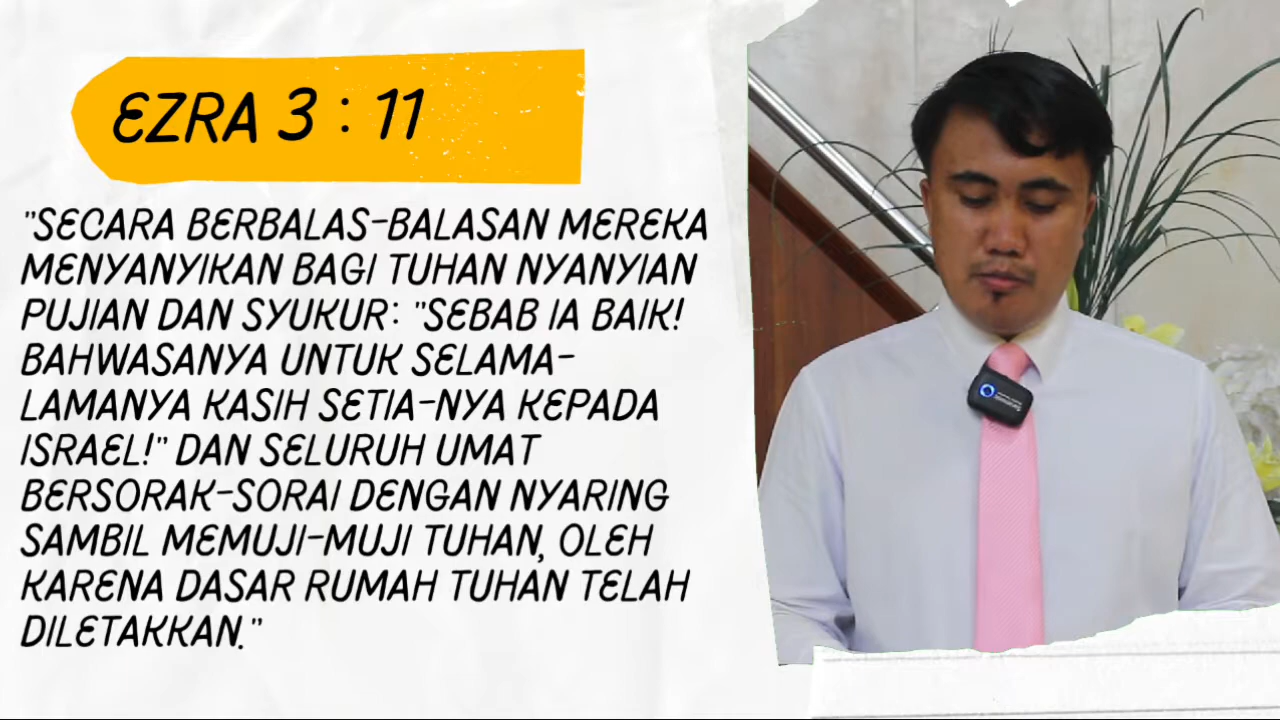 EZRA 3 : 11
"SECARA BERBALAS-BALASAN MEREKA
MENYANYIKAN BAGI TUHAN NYANYIAN
PUJIAN DAN SYUKUR: "SEBAB IA BAIK!
BAHWASANYA UNTUK SELAMA-
LAMANYA KASIH SETIA-NYA KEPADA
ISRAEL!" DAN SELURUH UMAT
BERSORAK-SORAI DENGAN NYARING
SAMBIL MEMUJI-MUJI TUHAN, OLEH
KARENA DASAR RUMAH TUHAN TELAH
DILETAKKAN."